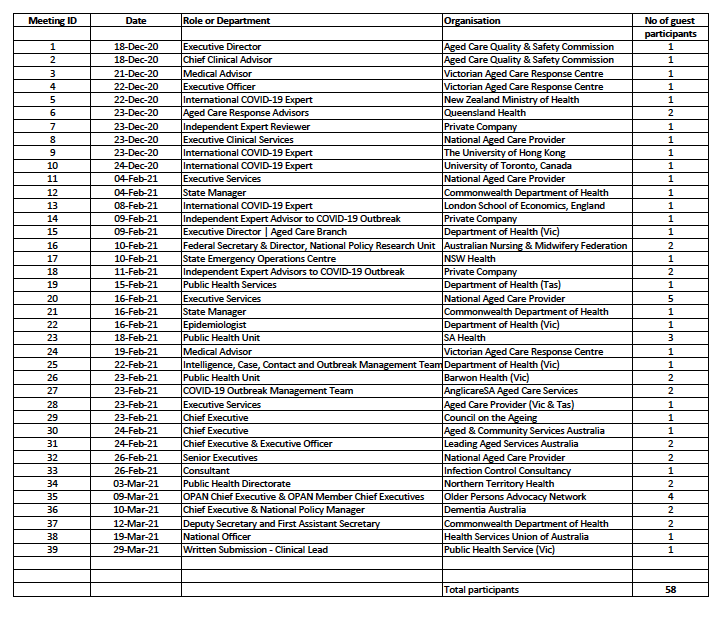 Meeting ID Date Role or Department Organisation No of guest
participants
1 18-Dec-20 Executive Director Aged Care Quality & Safety Commission 1
2 18-Dec-20 Chief Clinical Advisor Aged Care Quality & Safety Commission 1
3 21-Dec-20 Medical Advisor Victorian Aged Care Response Centre 1
4 22-Dec-20 Executive Officer Victorian Aged Care Response Centre 1
5 22-Dec-20 International COVID-19 Expert New Zealand Ministry of Health 1
6 23-Dec-20 Aged Care Response Advisors Queensland Health 2
7 23-Dec-20 Independent Expert Reviewer Private Company 1
8 23-Dec-20 Executive Clinical Services National Aged Care Provider 1
9 23-Dec-20 International COVID-19 Expert The University of Hong Kong 1
10 24-Dec-20 International COVID-19 Expert University of Toronto, Canada 1
11 04-Feb-21 Executive Services National Aged Care Provider 1
12 04-Feb-21 State Manager Commonwealth Department of Health 1
13 08-Feb-21 International COVID-19 Expert London School of Economics, England 1
14 09-Feb-21 Independent Expert Advisor to COVID-19 Outbreak Private Company 1
15 09-Feb-21 Executive Director | Aged Care Branch Department of Health (Vic) 1
16 10-Feb-21 Federal Secretary & Director, National Policy Research Unit Australian Nursing & Midwifery Federation 2
17 10-Feb-21 State Emergency Operations Centre NSW Health 1
18 11-Feb-21 Independent Expert Advisors to COVID-19 Outbreak Private Company 2
19 15-Feb-21 Public Health Services Department of Health (Tas) 1
20 16-Feb-21 Executive Services National Aged Care Provider 5
21 16-Feb-21 State Manager Commonwealth Department of Health 1
22 16-Feb-21 Epidemiologist Department of Health (Vic) 1
23 18-Feb-21 Public Health Unit SA Health 3
24 19-Feb-21 Medical Advisor Victorian Aged Care Response Centre 1
25 22-Feb-21 Intelligence, Case, Contact and Outbreak Management Team Department of Health (Vic) 1
26 23-Feb-21 Public Health Unit Barwon Health (Vic) 2
27 23-Feb-21 COVID-19 Outbreak Management Team AnglicareSA Aged Care Services 2
28 23-Feb-21 Executive Services Aged Care Provider (Vic & Tas) 1
29 23-Feb-21 Chief Executive Council on the Ageing 1
30 24-Feb-21 Chief Executive Aged & Community Services Australia 1
31 24-Feb-21 Chief Executive & Executive Officer Leading Aged Services Australia 2
32 26-Feb-21 Senior Executives National Aged Care Provider 2
33 26-Feb-21 Consultant Infection Control Consultancy 1
34 03-Mar-21 Public Health Directorate Northern Territory Health 2
35 09-Mar-21 OPAN Chief Executive & OPAN Member Chief Executives Older Persons Advocacy Network 4
36 10-Mar-21 Chief Executive & National Policy Manager Dementia Australia 2
37 12-Mar-21 Deputy Secretary and First Assistant Secretary Commonwealth Department of Health 2
38 19-Mar-21 National Officer Health Services Union of Australia 1
39 29-Mar-21 Written Submission - Clinical Lead Public Health Service (Vic) 1
Total participants 58